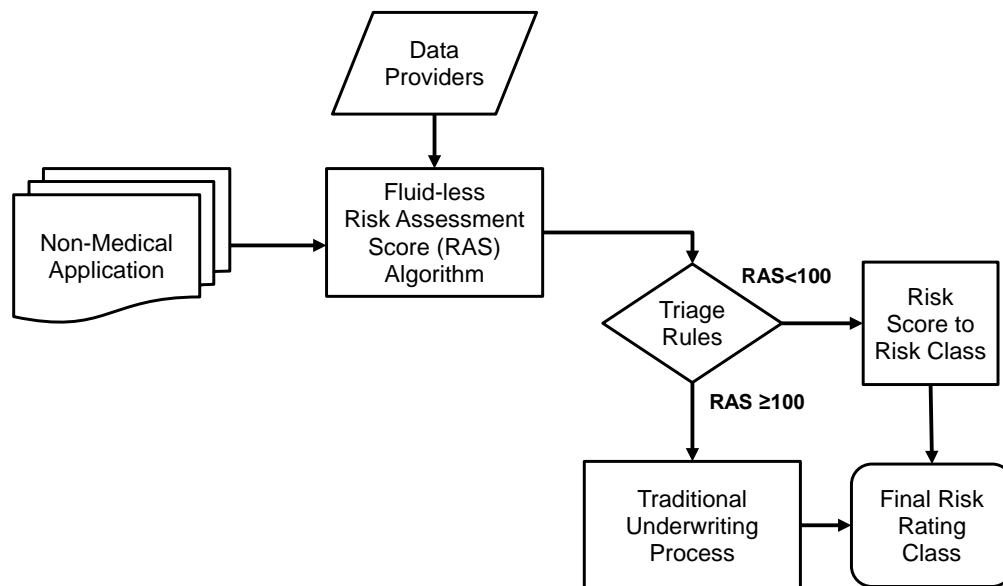 Data
Providers
Non-Medical
Application
Fluid-less
Risk Assessment
Score (RAS)
Algorithm
Triage
Rules
RAS<100
Risk
Score to
Risk Class
RAS ≥100
Traditional
Underwriting
Process
Final Risk
Rating
Class